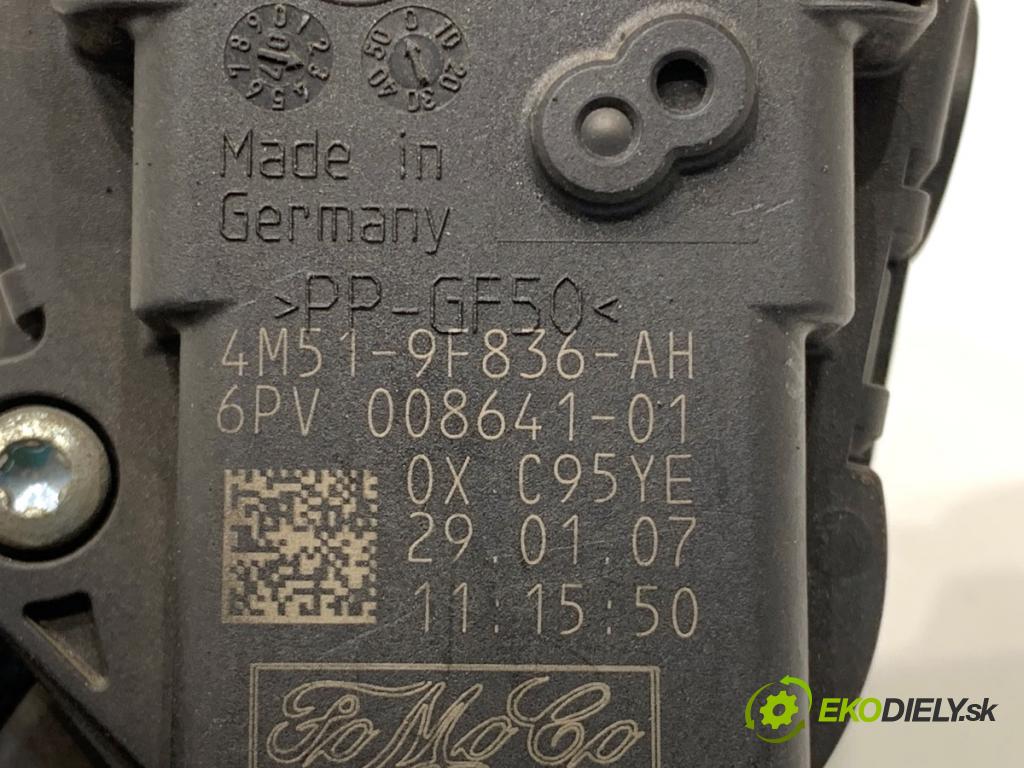 Made in
Germany
>PP-GF50<
4M51-9F836-AH
6PV 008641-01
0X C95YE
29.01.07
11:15:50
FoMoCo
EKODIELY.sk